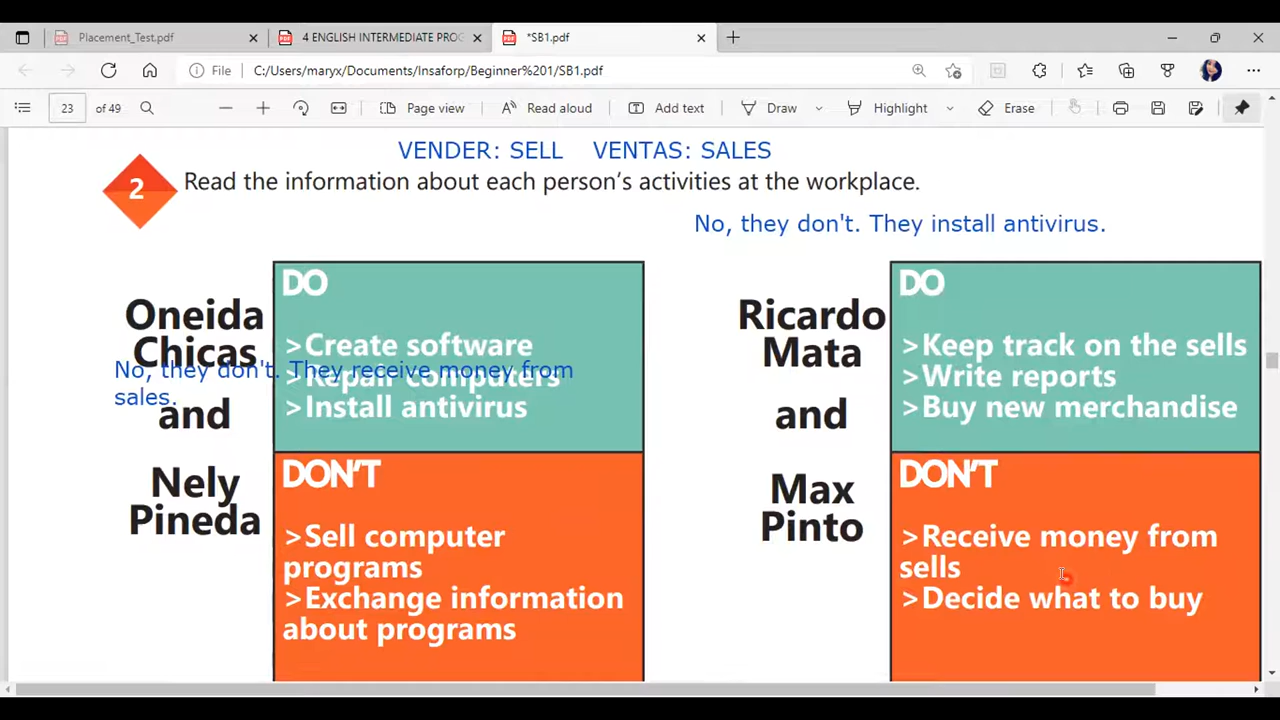 Placement_Test.pdf
4 ENGLISH INTERMEDIATE PROG
*SB1.pdf
File
C:/Users/maryx/Documents/Insaforp/Beginner%201/SB1.pdf
23 of 49
Page view
Read aloud
Add text
Draw
Highlight
Erase
VENDER: SELL VENTAS: SALES
2 Read the information about each person's activities at the workplace.
No, they don't. They install antivirus.
Oneida
Chicas
and
Nely
Pineda
No, they don't. They receive money from
sales.
DO
>Create software
>Repair computers
>Install antivirus
DON'T
>Sell computer
programs
>Exchange information
about programs
Ricardo
Mata
and
Max
Pinto
DO
>Keep track on the sells
>Write reports
>Buy new merchandise
DON'T
>Receive money from
sells
>Decide what to buy